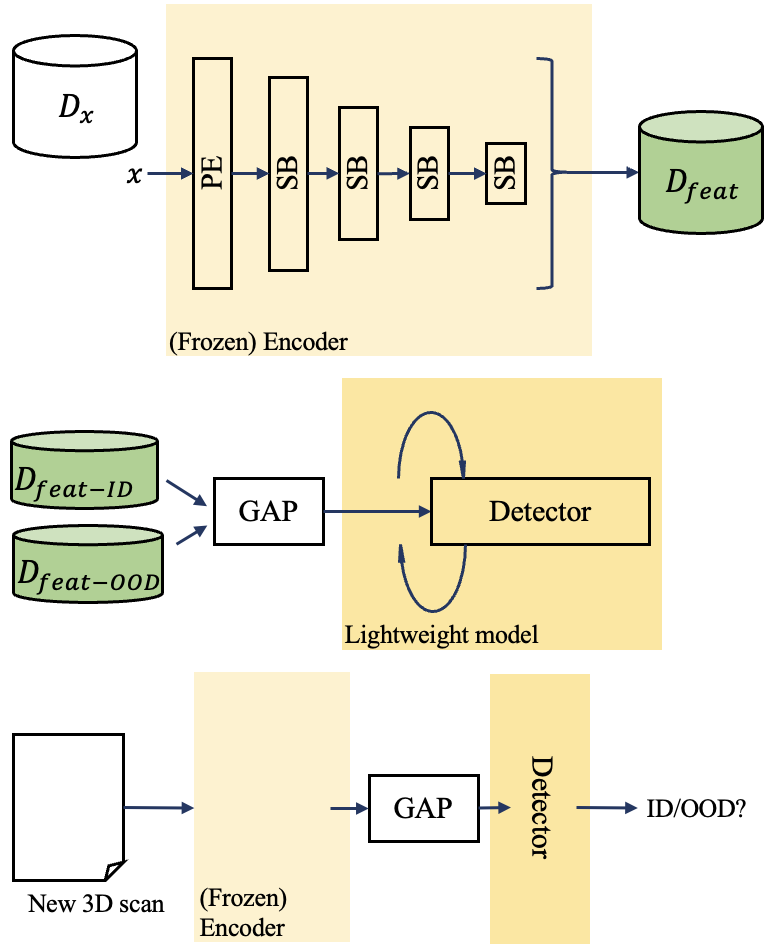 D_x
x
PE
SB
SB
SB
SB
D_{feat}
(Frozen) Encoder
D_{feat-ID}
D_{feat-OOD}
GAP
Detector
Lightweight model
New 3D scan
(Frozen)
Encoder
GAP
Detector
ID/OOD?